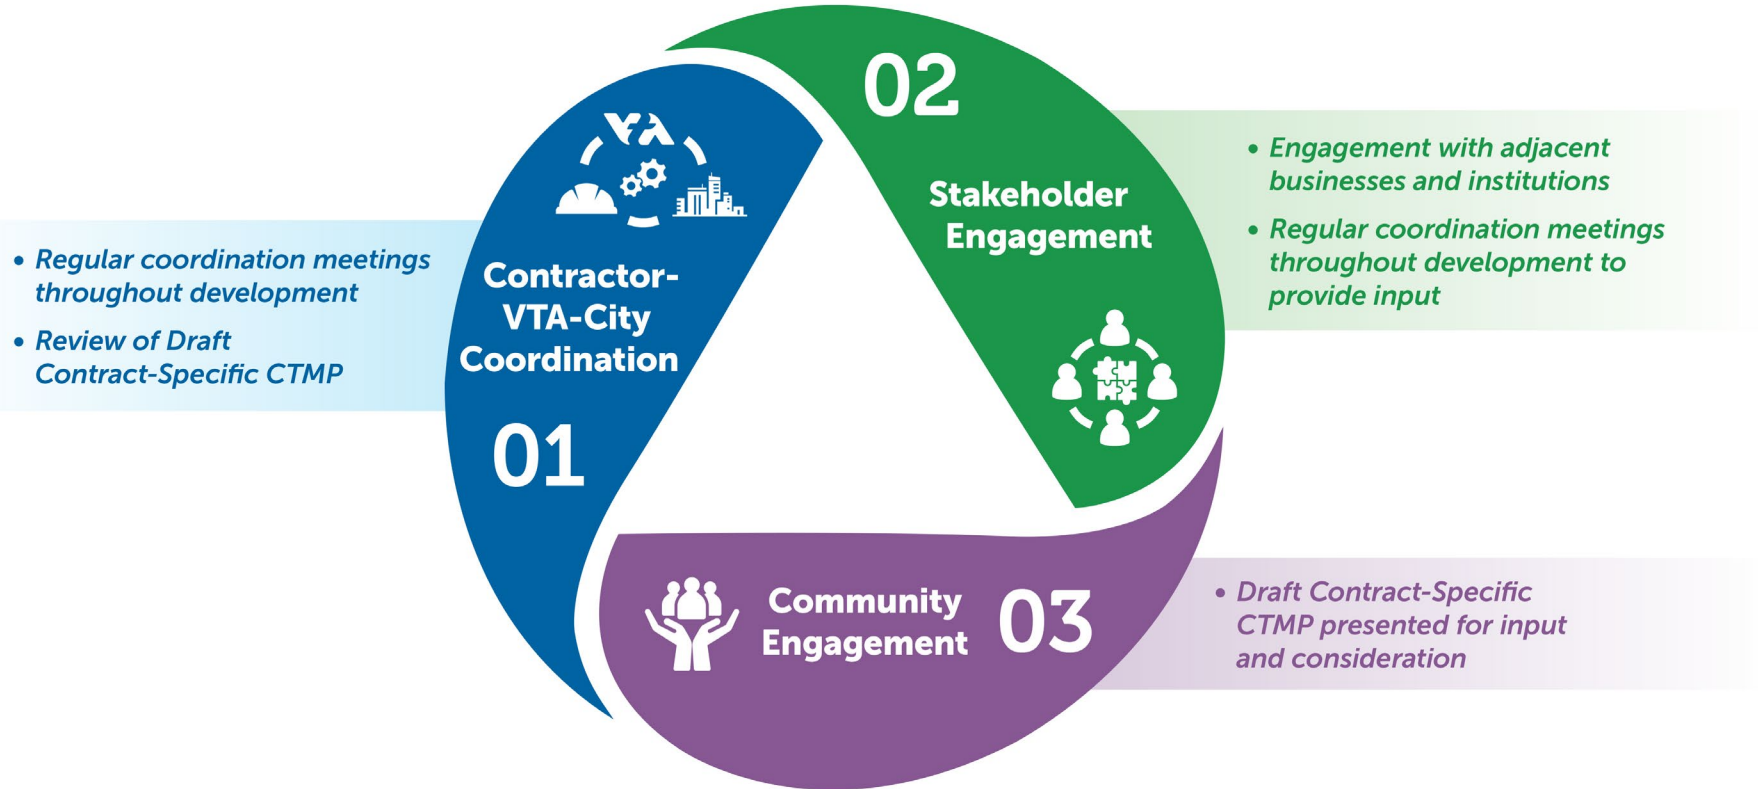 VTA
Contractor-
VTA-City
Coordination
01
• Regular coordination meetings
throughout development
• Review of Draft
Contract-Specific CTMP
02
Stakeholder
Engagement
• Engagement with adjacent
businesses and institutions
• Regular coordination meetings
throughout development to
provide input
Community
Engagement
03
• Draft Contract-Specific
CTMP presented for input
and consideration